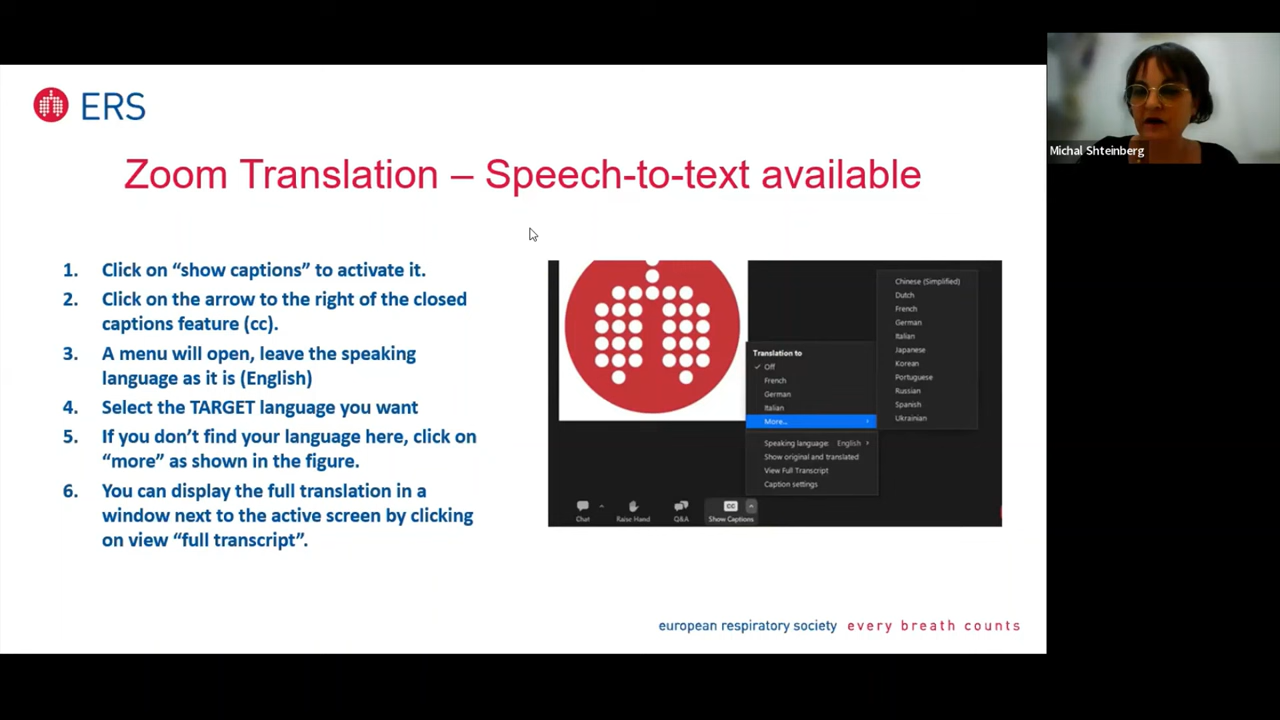 ERS
Michal Shteinberg
Zoom Translation – Speech-to-text available
1. Click on “show captions” to activate it.
2. Click on the arrow to the right of the closed
captions feature (cc).
3. A menu will open, leave the speaking
language as it is (English)
4. Select the TARGET language you want
5. If you don’t find your language here, click on
“more” as shown in the figure.
6. You can display the full translation in a
window next to the active screen by clicking
on view “full transcript”.
Translation to
Off
French
German
Italian
More...
Speaking language: English
Show original and translated
View Full Transcript
Caption settings
Chinese (Simplified)
Dutch
French
German
Italian
Japanese
Korean
Portuguese
Russian
Spanish
Ukrainian
CC
Chat
Raise Hand
Q&A
Show Captions
european respiratory society every breath counts